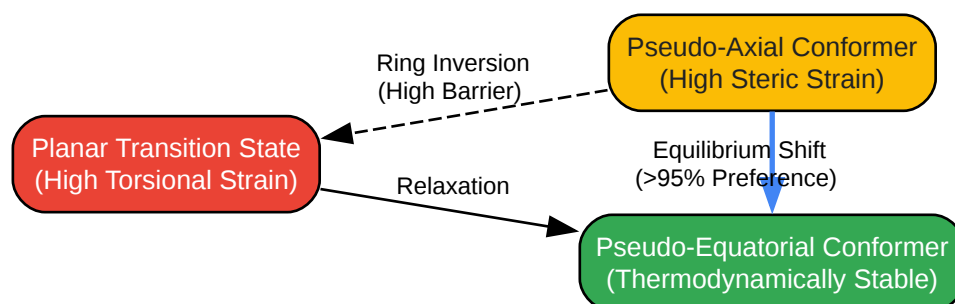 Pseudo-Axial Conformer
(High Steric Strain)
Ring Inversion
(High Barrier)
Planar Transition State
(High Torsional Strain)
Equilibrium Shift
(>95% Preference)
Relaxation
Pseudo-Equatorial Conformer
(Thermodynamically Stable)